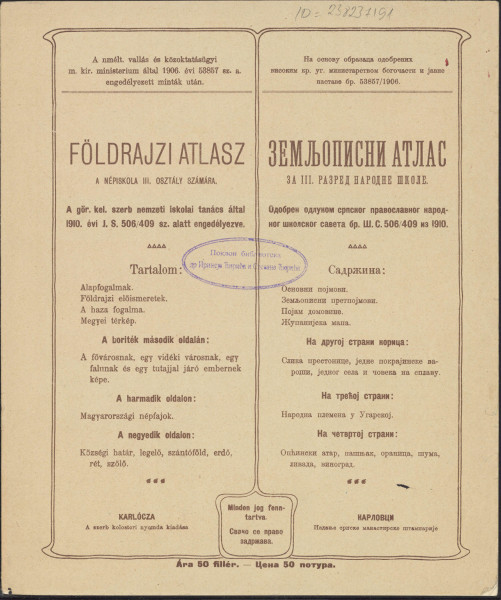 ID=238237191
A nmélt. vallás és közoktatásügyi
m. kir. ministerium által 1906. évi 53857 sz. a.
engedélyezett minták után.
FÖLDRAJZI ATLASZ
A NÉPISKOLA III. OSZTÁLY SZÁMÁRA.
A gör. kel. szerb nemzeti iskolai tanács által
1910. évi J. S. 506/409 sz. alatt engedélyezve.
Tartalom:
Alapfogalmak.
Földrajzi előismeretek.
A haza fogalma.
Megyei térkép.
A boríték második oldalán:
A fővárosnak, egy vidéki városnak, egy
falunak és egy tutajjal járó embernek
képe.
A harmadik oldalon:
Magyarországi népfajok.
A negyedik oldalon:
Községi határ, legelő, szántóföld, erdő,
rét, szőlő.
KARLÓCZA
A szerb kolostori nyomda kiadása
На основу образаца одобрених
високим кр. уг. министарством богочасти и јавне
наставе бр. 53857/1906.
ЗЕМЉОПИСНИ АТЛАС
ЗА III. РАЗРЕД НАРОДНЕ ШКОЛЕ.
Одобрен одлуком српског православног народ-
ног школског савета бр. Ш. С. 506/409 из 1910.
Садржина:
Основни појмови.
Земљописни претпојмови.
Појам домовине.
Жупанијска мапа.
На другој страни корица:
Слика престонице, једне покрајинске ва-
роши, једног села и човека на сплаву.
На трећој страни:
Народна племена у Угарској.
На четвртој страни:
Општински атар, пашњак, ораница, шума,
ливада, виноград.
КАРЛОВЦИ
Издање српске манастирске штампарије
Поклон библиотеке
Minden jog fenn-
tartva.
Свако се право
задржава.
Ára 50 fillér. — Цена 50 потура.